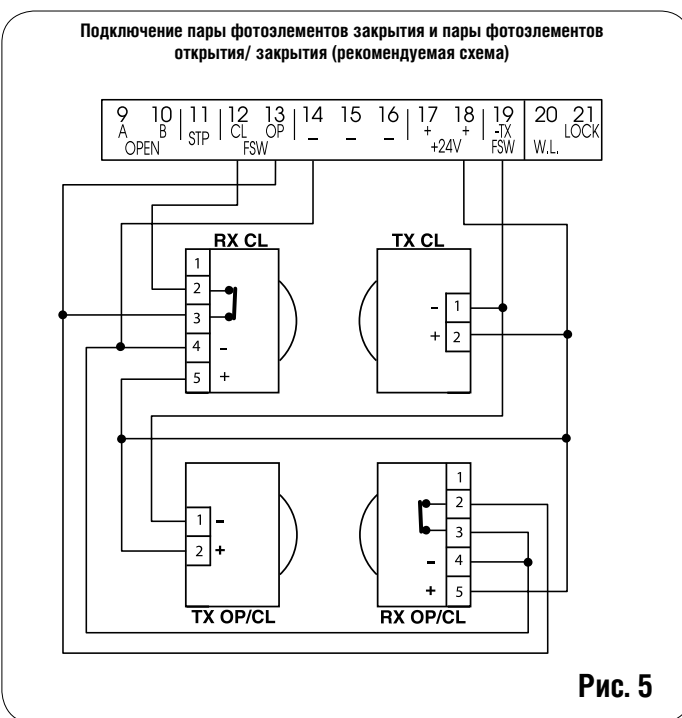 Подключение пары фотоэлементов закрытия и пары фотоэлементов
открытия/ закрытия (рекомендуемая схема)
9 10 11 12 13 14 15 16 17 18 19 20 21
A B STP CL OP – – – + + -TX LOCK
OPEN FSW +24V FSW W.L.
RX CL TX CL
1
2
3
4 –
5 +
– 1
+ 2
1 –
2 +
1
2
3
– 4
+ 5
TX OP/CL RX OP/CL
Рис. 5